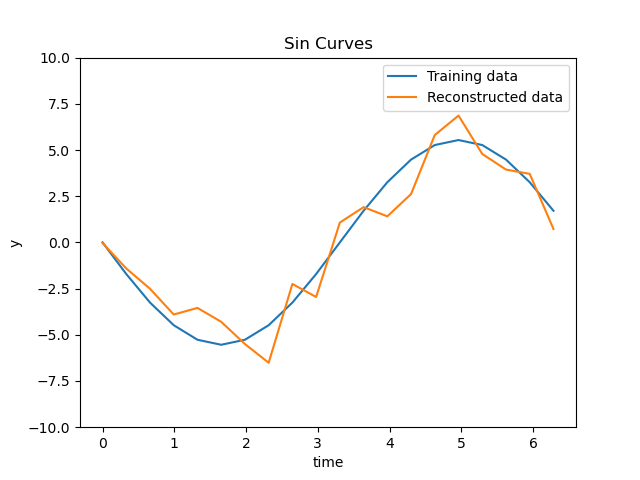 Sin Curves
Training data
Reconstructed data
10.0
7.5
5.0
2.5
0.0
−2.5
−5.0
−7.5
−10.0
y
0 1 2 3 4 5 6
time